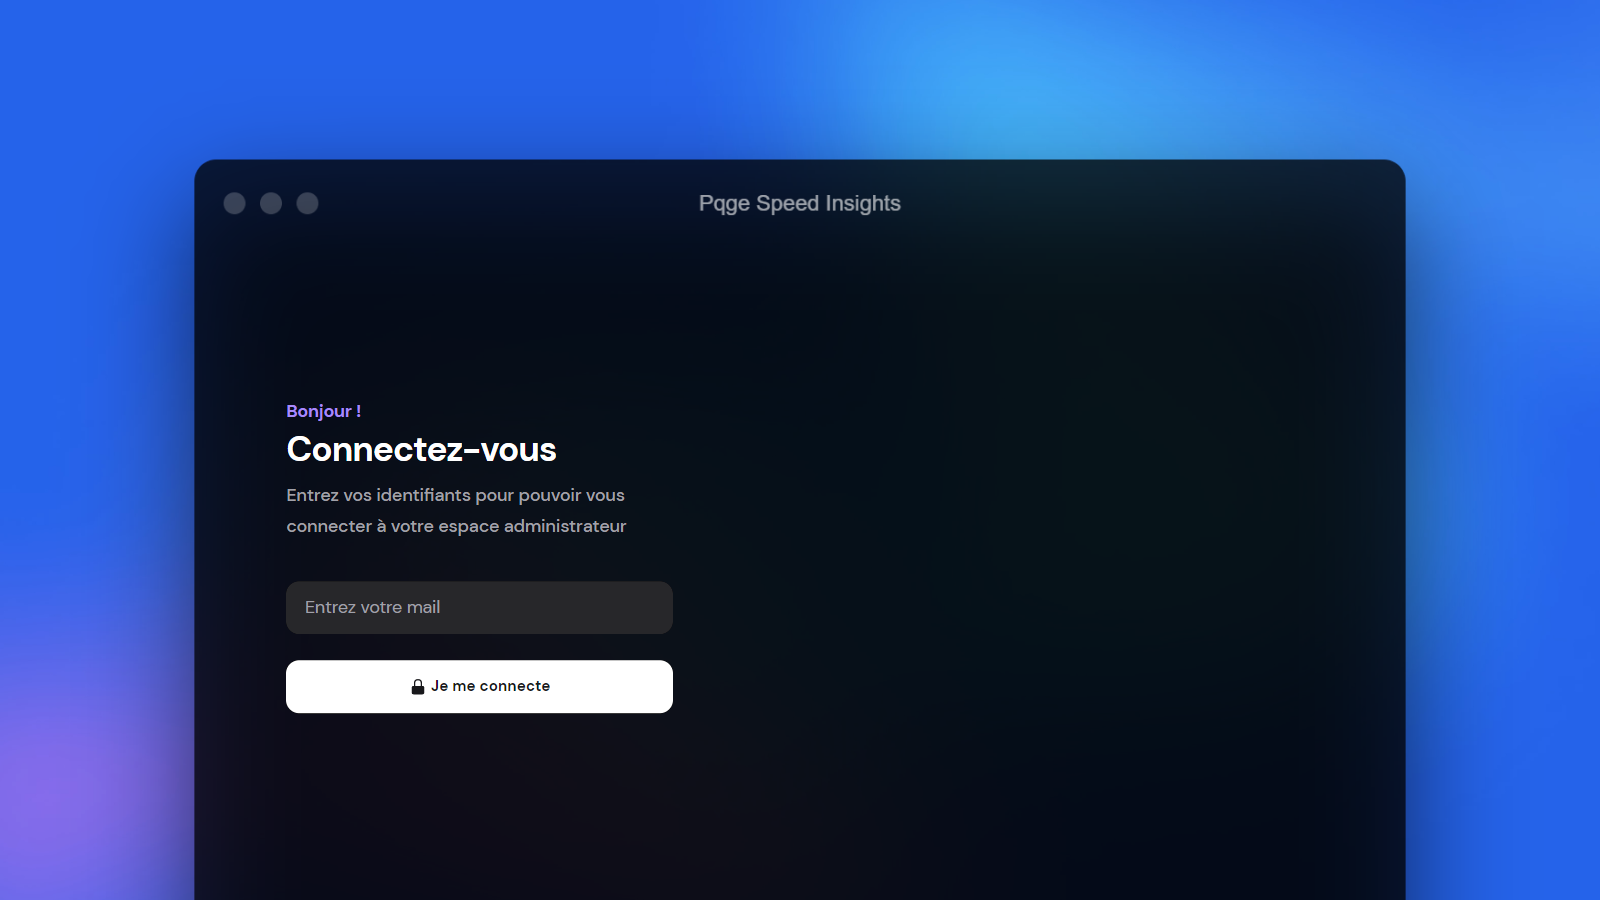 Pqge Speed Insights
Bonjour !
Connectez-vous
Entrez vos identifiants pour pouvoir vous
connecter à votre espace administrateur
Entrez votre mail
Je me connecte